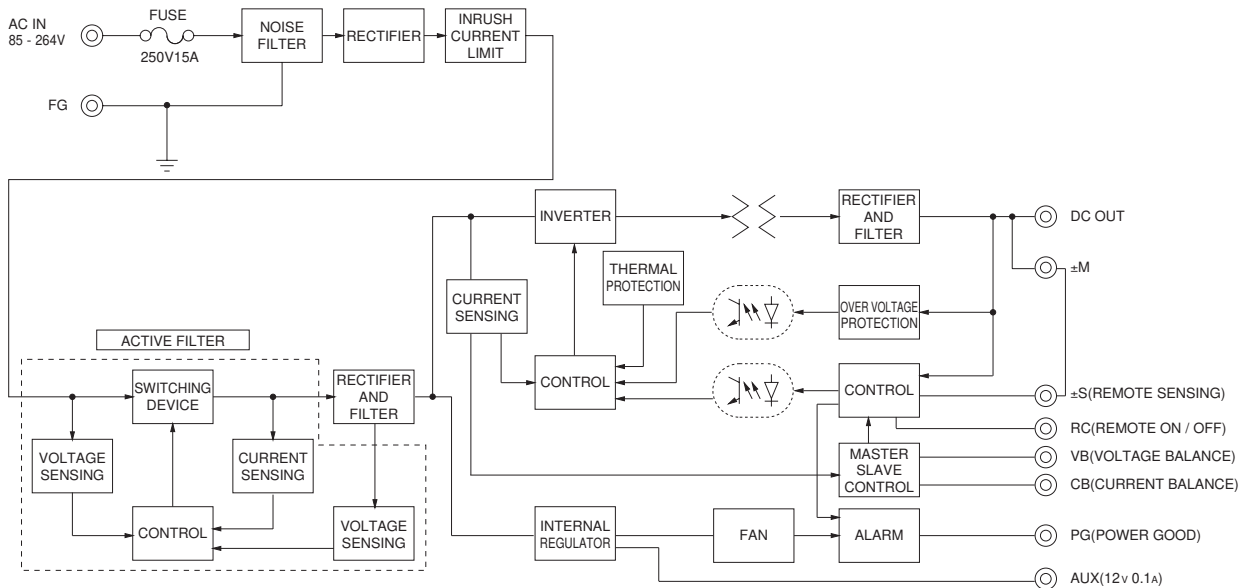 AC IN
85 - 264V
FUSE
250V15A
NOISE
FILTER
RECTIFIER
INRUSH
CURRENT
LIMIT
FG
INVERTER
RECTIFIER
AND
FILTER
DC OUT
±M
THERMAL
PROTECTION
CURRENT
SENSING
OVER VOLTAGE
PROTECTION
ACTIVE FILTER
SWITCHING
DEVICE
RECTIFIER
AND
FILTER
CONTROL
CONTROL
±S(REMOTE SENSING)
RC(REMOTE ON / OFF)
VOLTAGE
SENSING
CURRENT
SENSING
MASTER
SLAVE
CONTROL
VB(VOLTAGE BALANCE)
CB(CURRENT BALANCE)
CONTROL
VOLTAGE
SENSING
INTERNAL
REGULATOR
FAN
ALARM
PG(POWER GOOD)
AUX(12V 0.1A)